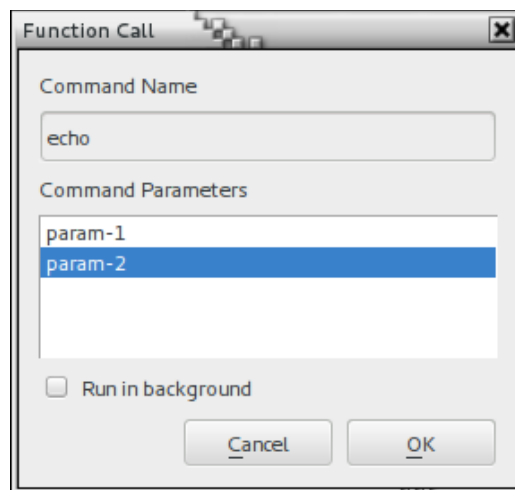 Function Call
Command Name
echo
Command Parameters
param-1
param-2
Run in background
Cancel OK